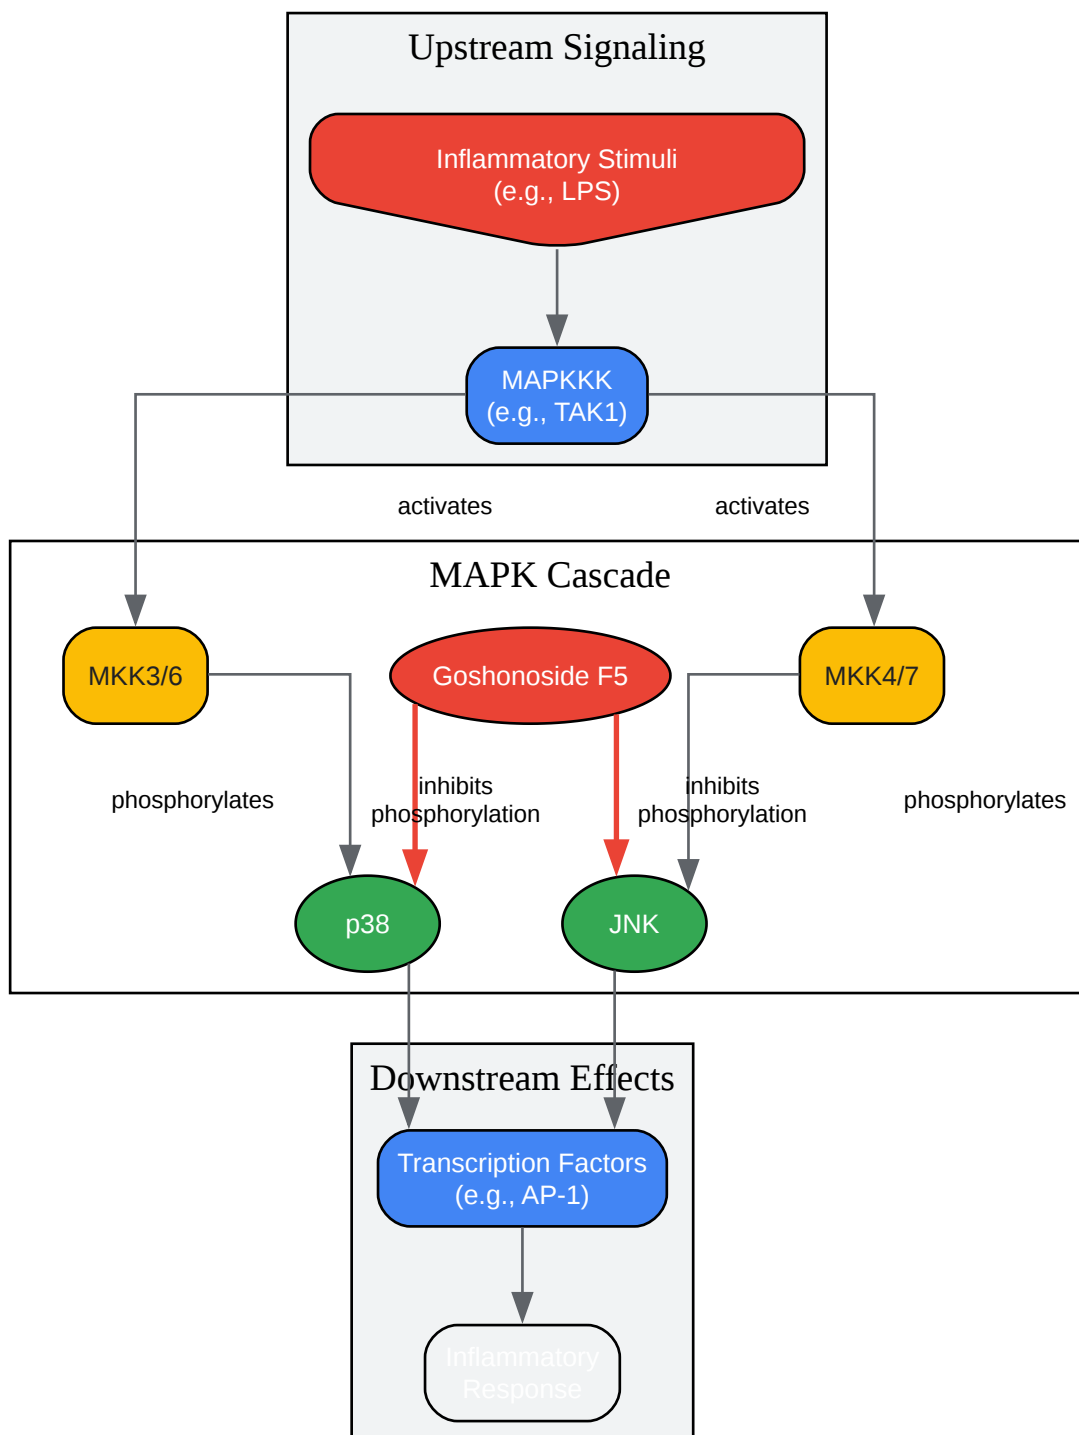 Upstream Signaling
Inflammatory Stimuli
(e.g., LPS)
MAPKKK
(e.g., TAK1)
activates
activates
MAPK Cascade
MKK3/6
Goshonoside F5
MKK4/7
phosphorylates
inhibits
phosphorylation
inhibits
phosphorylation
phosphorylates
p38
JNK
Downstream Effects
Transcription Factors
(e.g., AP-1)
Inflammatory
Response